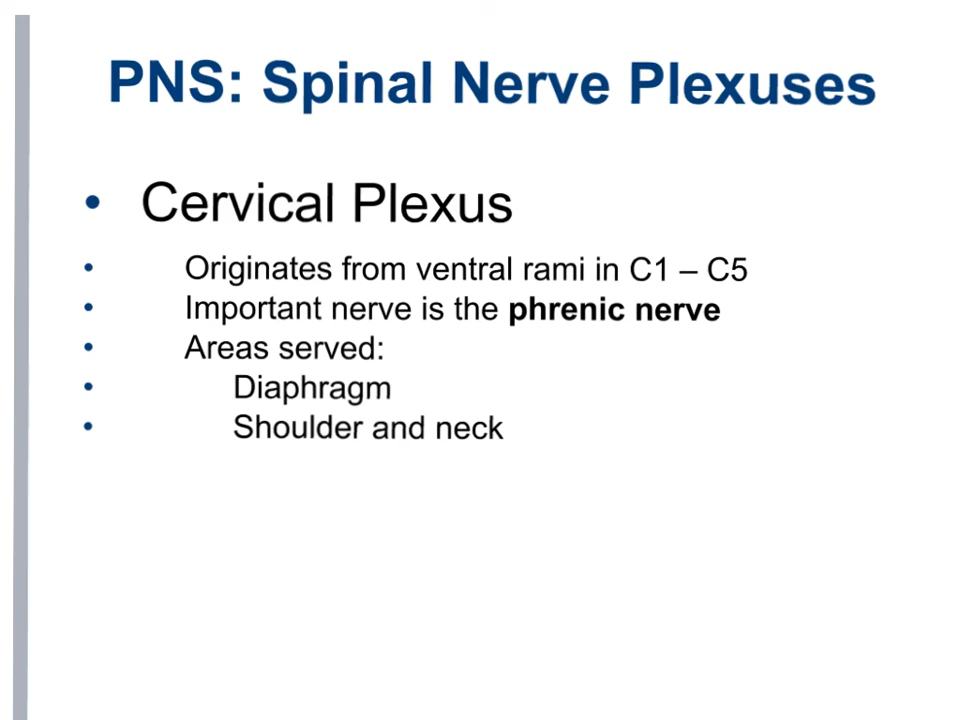 PNS: Spinal Nerve Plexuses
• Cervical Plexus
• Originates from ventral rami in C1 – C5
• Important nerve is the phrenic nerve
• Areas served:
• Diaphragm
• Shoulder and neck